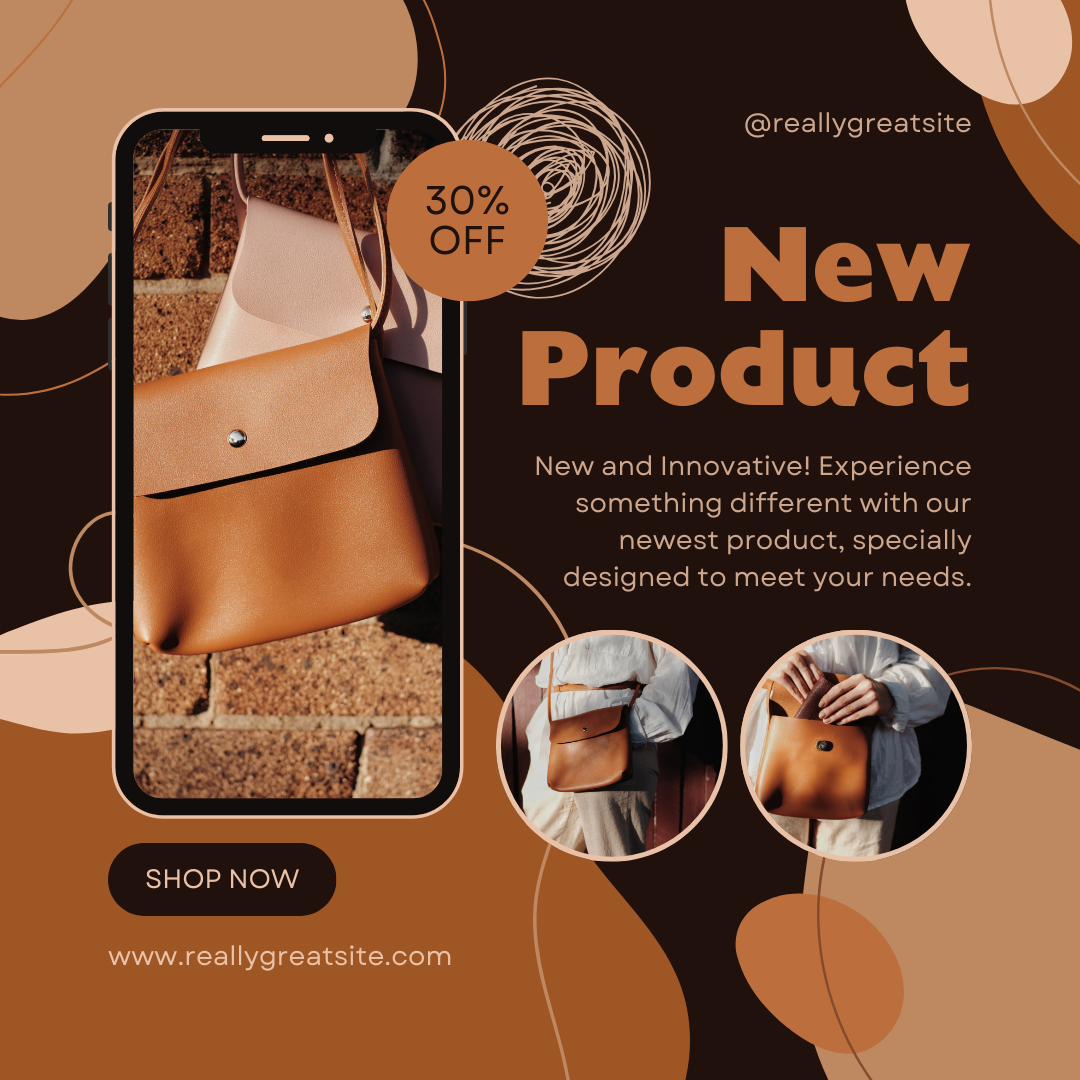 @reallygreatsite
30%
OFF
New
Product
New and Innovative! Experience
something different with our
newest product, specially
designed to meet your needs.
SHOP NOW
www.reallygreatsite.com